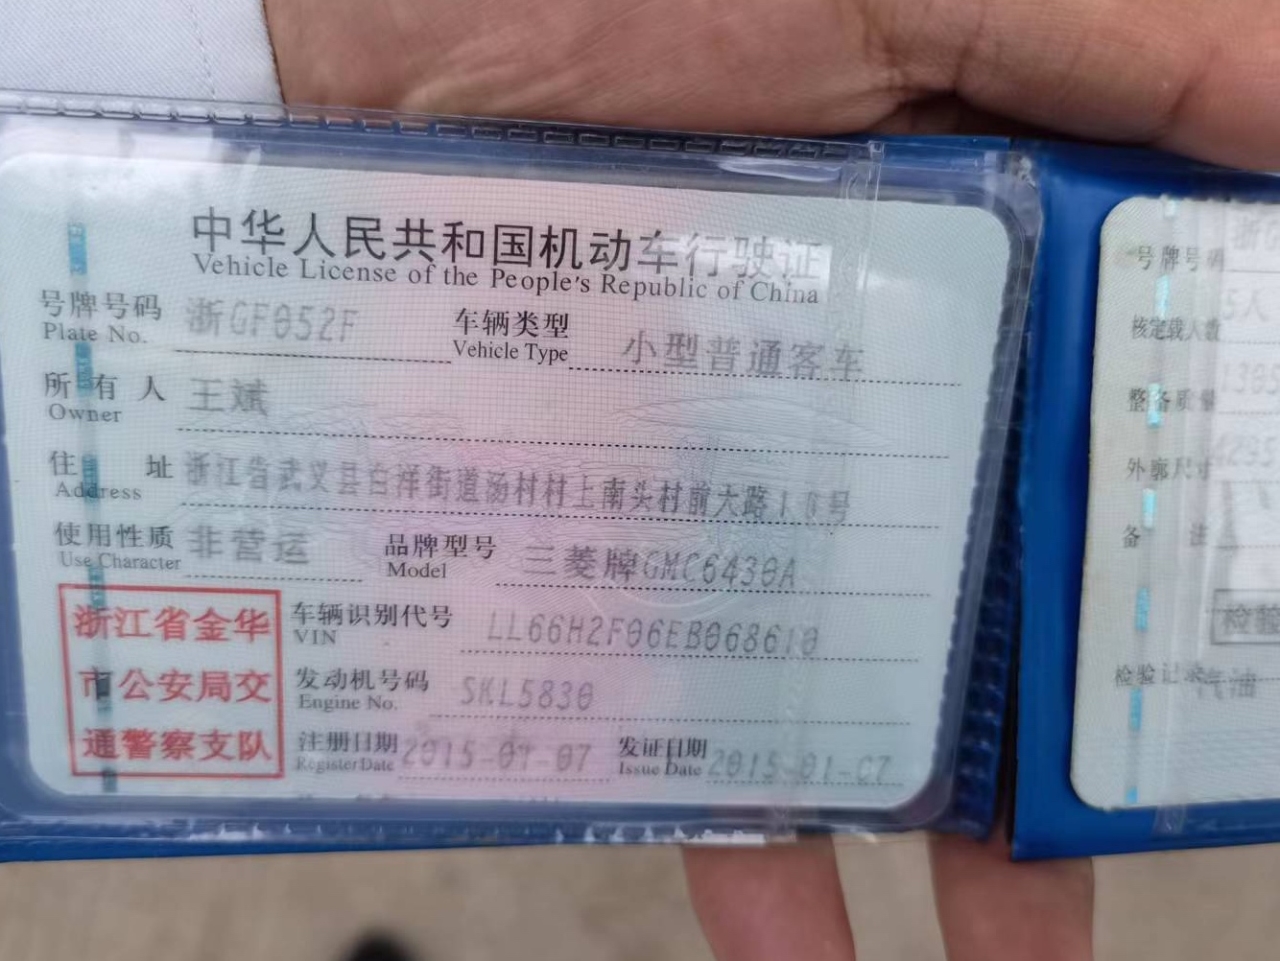 中华人民共和国机动车行驶证
Vehicle License of the People's Republic of China
号牌号码 浙GF052F 车辆类型 小型普通客车
Plate No. Vehicle Type
所有人 王斌
Owner
住址 浙江省武义县白洋街道汤村村上南头村前大路16号
Address
使用性质 非营运 品牌型号 三菱牌GMC6430A
Use Character Model
浙江省金华
市公安局交
通警察支队
车辆识别代号 LL66H2F06EB068610
VIN
发动机号码 SKL5830
Engine No.
注册日期 2015-01-07 发证日期 2015-01-07
Register Date Issue Date
号牌号码
核定载人数 5人
整备质量
外廓尺寸
备注
检验
检验记录 汽油